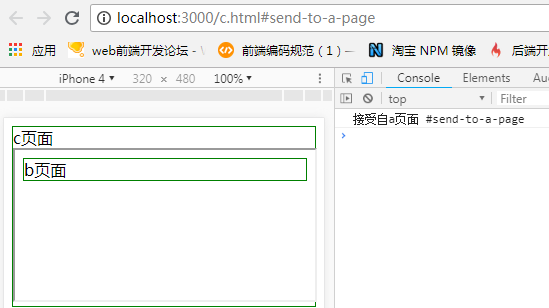 localhost:3000/c.html#send-to-a-page
应用 web前端开发论坛 - 前端编码规范 ( 1 ) — 淘宝 NPM 镜像 后端开
iPhone 4 ▼ 320 × 480 100% ▼ Console Elements Au
top ▼ Filter
接受自a页面 #send-to-a-page
c页面
b页面